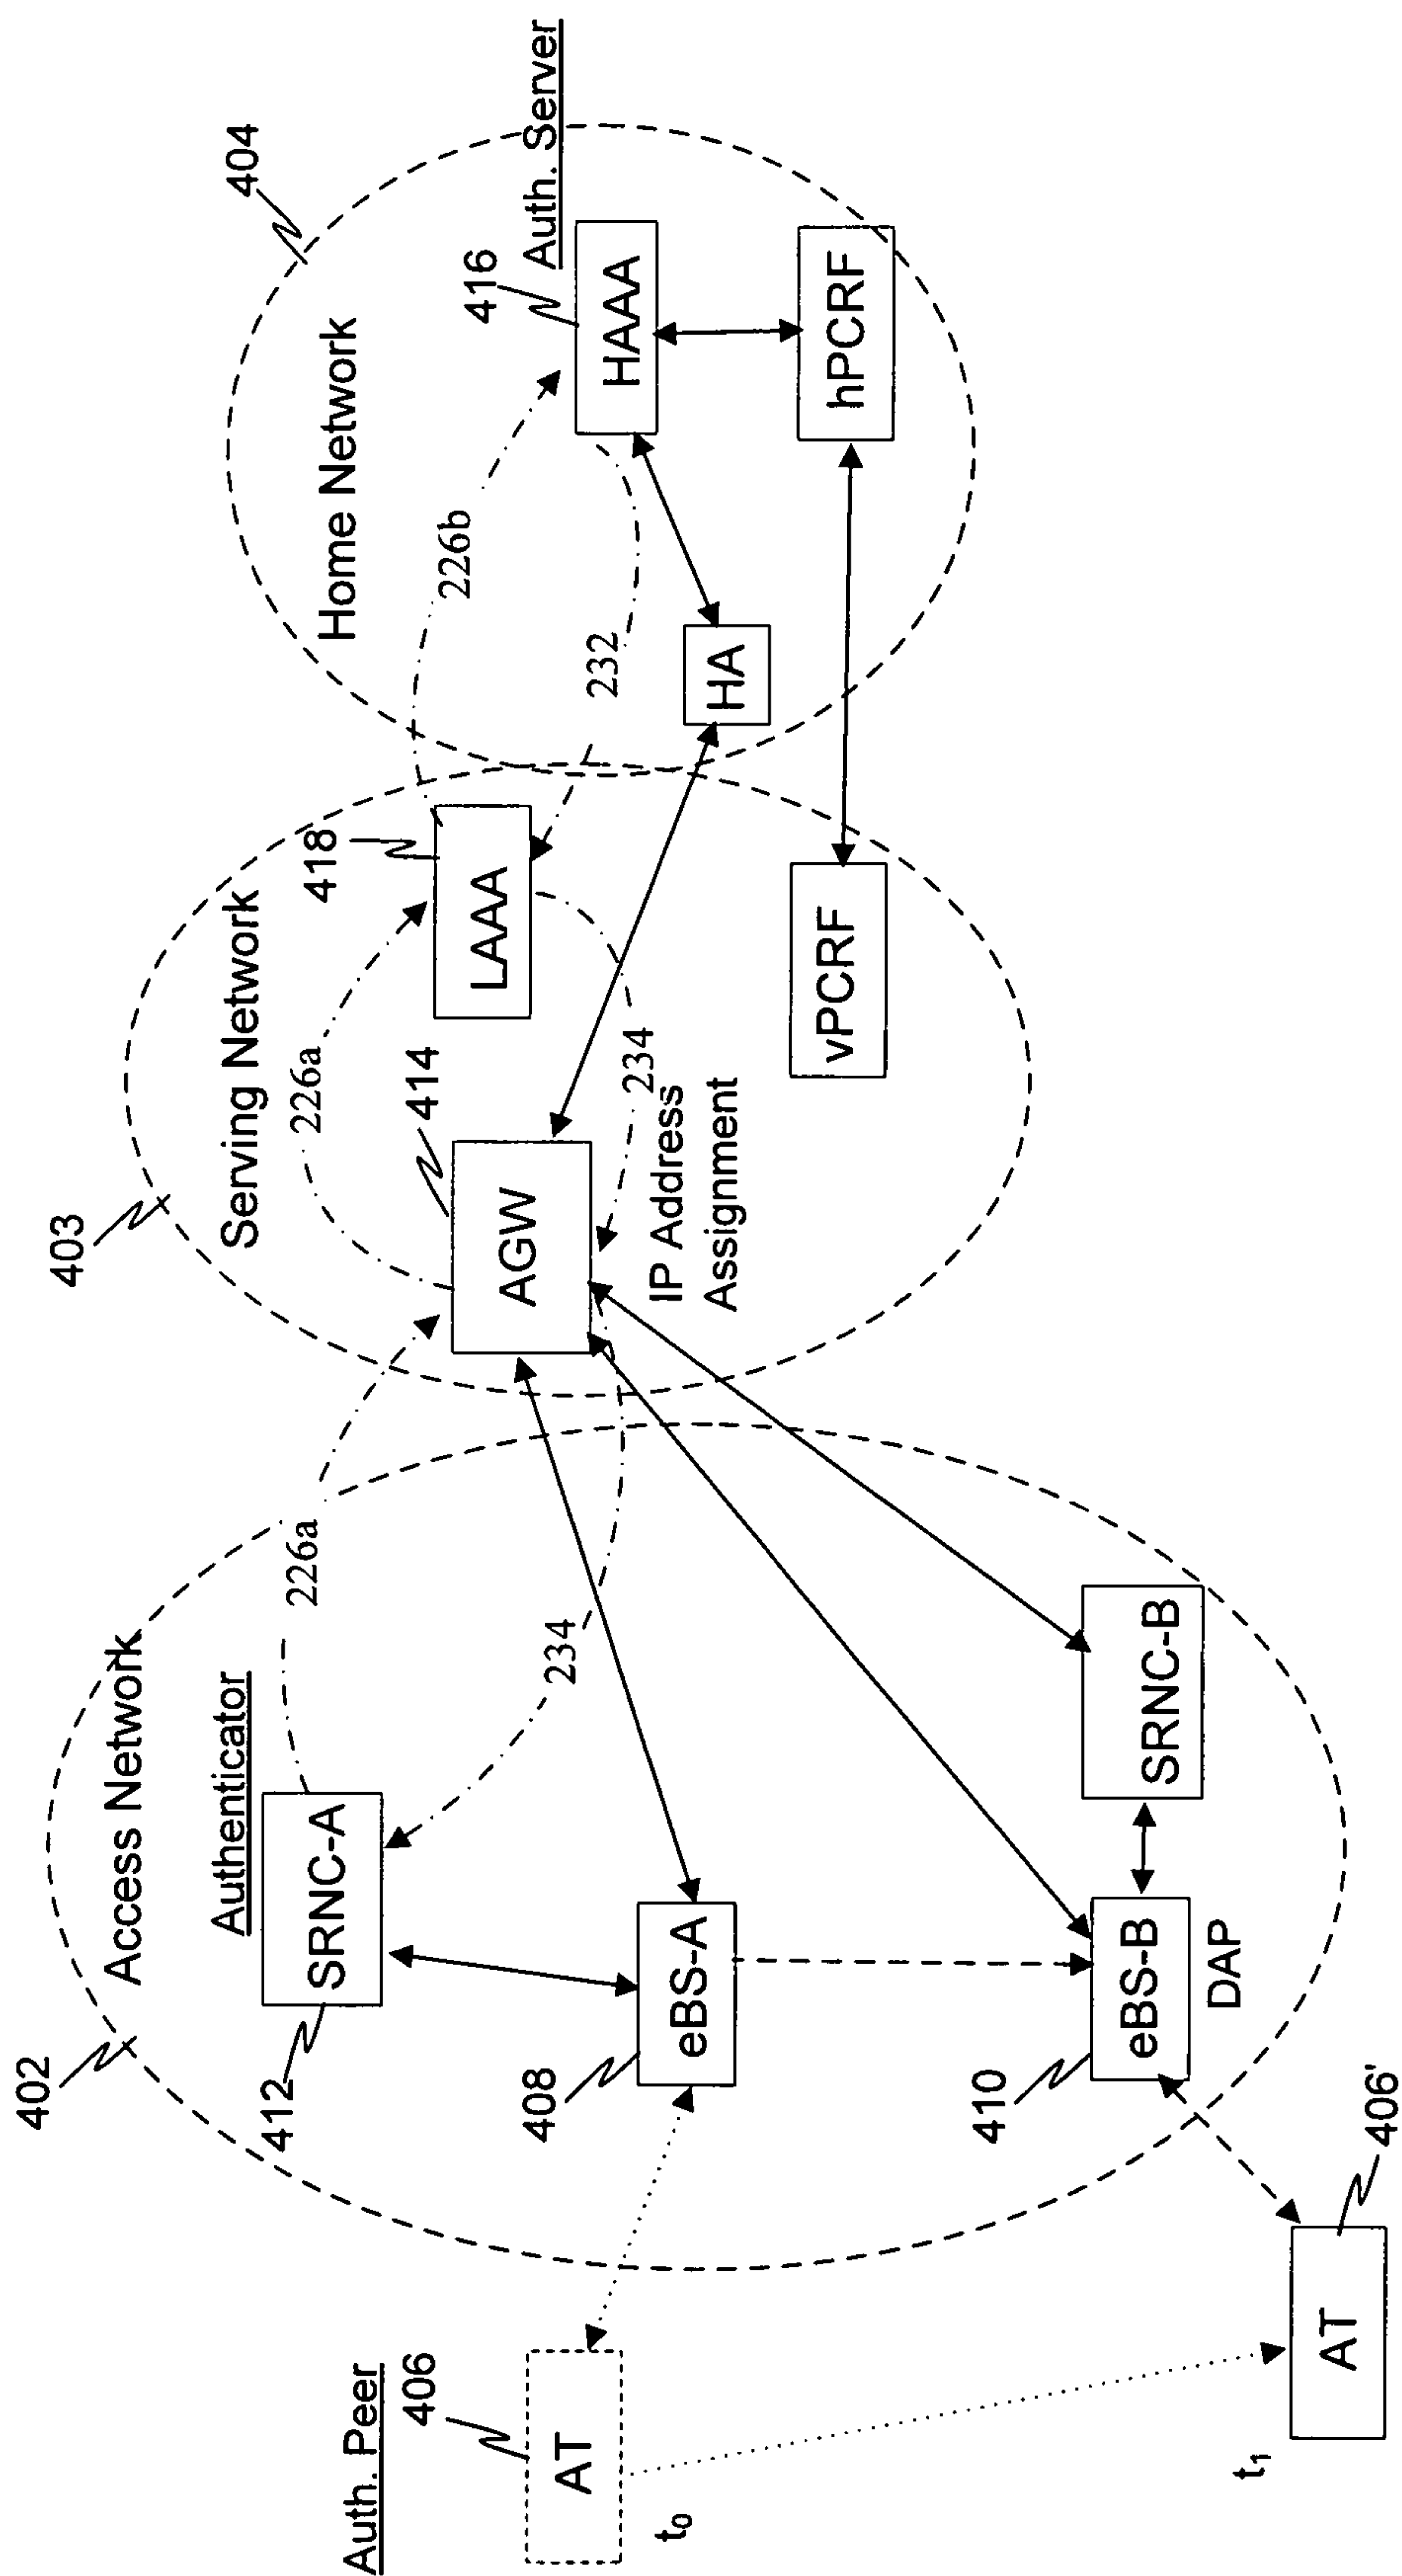 404
Auth. Server
Home Network
416
HAAA
hPCRF
226b
232
HA
403
Serving Network
418
LAAA
226a
414
AGW
234
IP Address
Assignment
vPCRF
402
Access Network
226a
Authenticator
SRNC-A
412
234
eBS-A
408
SRNC-B
eBS-B
410
DAP
Auth. Peer
406
AT
t₀
406'
AT
t₁